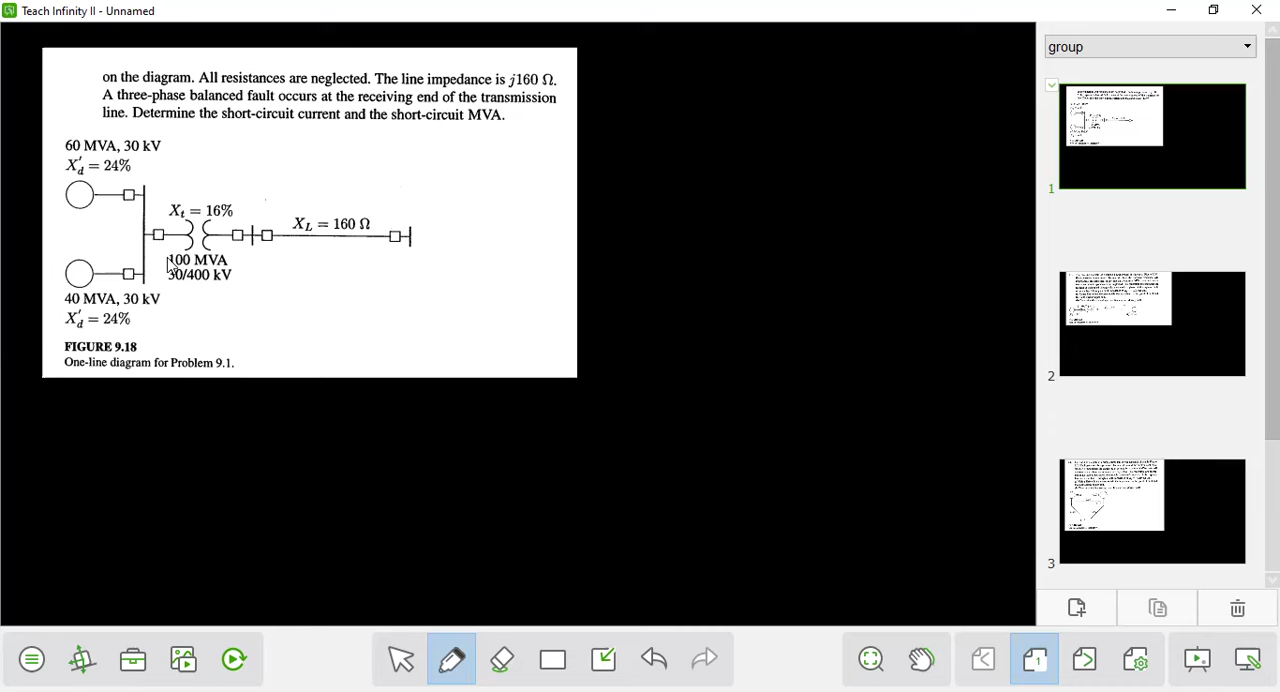 Teach Infinity II - Unnamed
group
on the diagram. All resistances are neglected. The line impedance is j160 Ω.
A three-phase balanced fault occurs at the receiving end of the transmission
line. Determine the short-circuit current and the short-circuit MVA.
60 MVA, 30 kV
X′d = 24%
Xt = 16%
XL = 160 Ω
100 MVA
30/400 kV
40 MVA, 30 kV
X′d = 24%
FIGURE 9.18
One-line diagram for Problem 9.1.
1
2
3
1